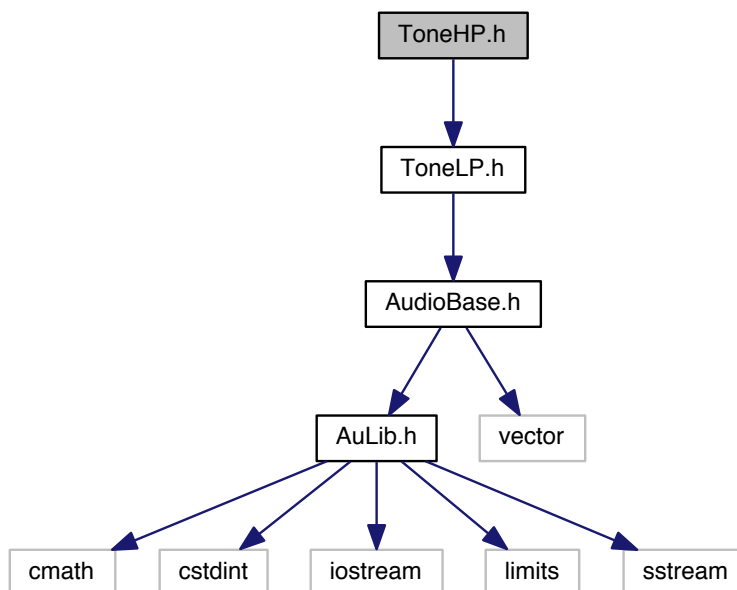 ToneHP.h
ToneLP.h
AudioBase.h
AuLib.h
vector
cmath
cstdint
iostream
limits
sstream